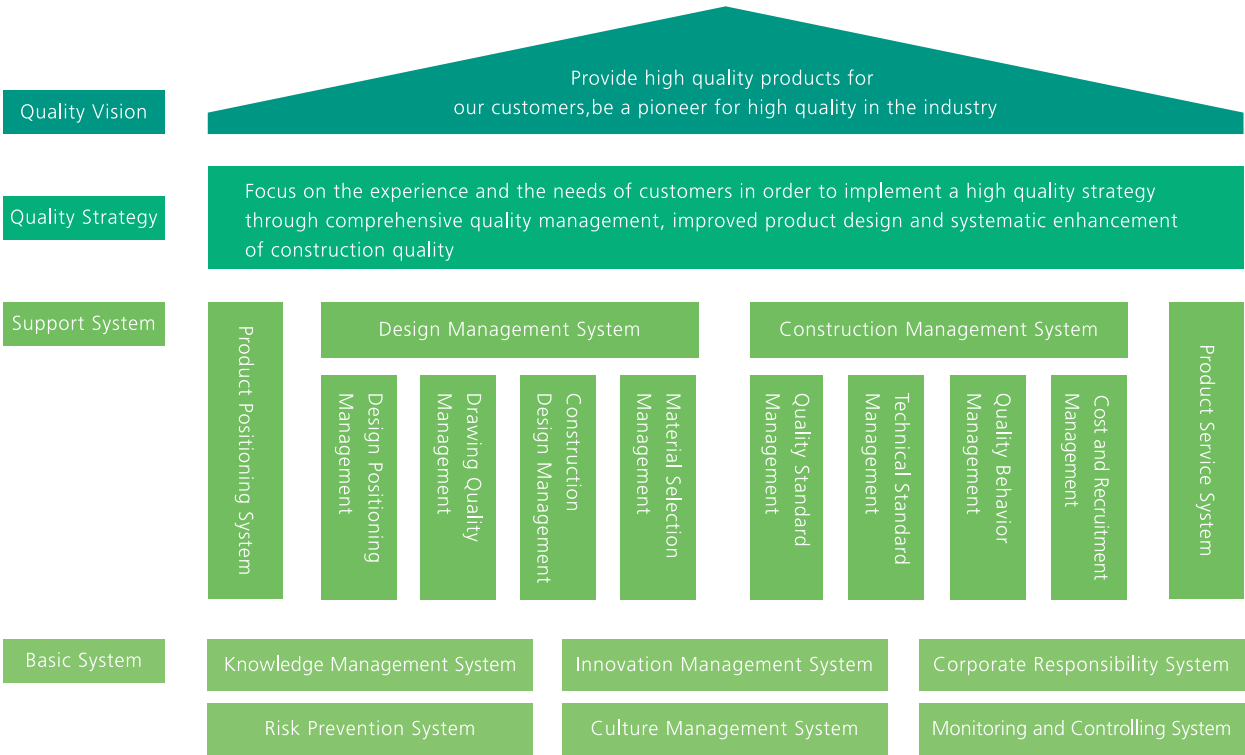 Provide high quality products for
our customers,be a pioneer for high quality in the industry
Quality Vision
Quality Strategy
Focus on the experience and the needs of customers in order to implement a high quality strategy
through comprehensive quality management, improved product design and systematic enhancement
of construction quality
Support System
Product Positioning System
Design Management System
Design Positioning
Management
Drawing Quality
Management
Construction
Design Management
Material Selection
Management
Construction Management System
Quality Standard
Management
Technical Standard
Management
Quality Behavior
Management
Cost and Recruitment
Management
Product Service System
Basic System
Knowledge Management System
Innovation Management System
Corporate Responsibility System
Risk Prevention System
Culture Management System
Monitoring and Controlling System